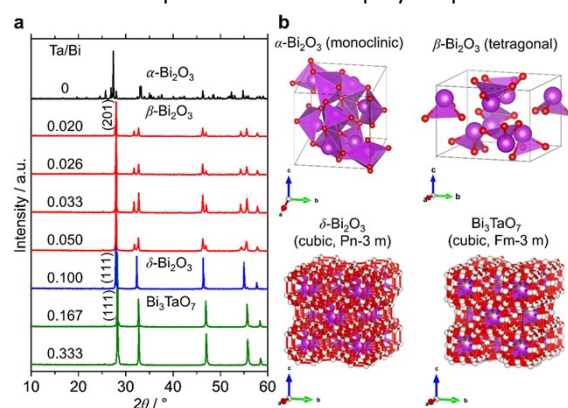 a
Ta/Bi
0
α-Bi2O3
β-Bi2O3
(201)
0.020
0.026
0.033
0.050
δ-Bi2O3
(111)
0.100
Bi3TaO7
(111)
0.167
0.333
Intensity / a.u.
10 20 30 40 50 60
2θ / °
b
α-Bi2O3 (monoclinic)
β-Bi2O3 (tetragonal)
c
b
a
c
b
a
δ-Bi2O3
(cubic, Pn-3 m)
Bi3TaO7
(cubic, Fm-3 m)
c
b
a
c
b
a